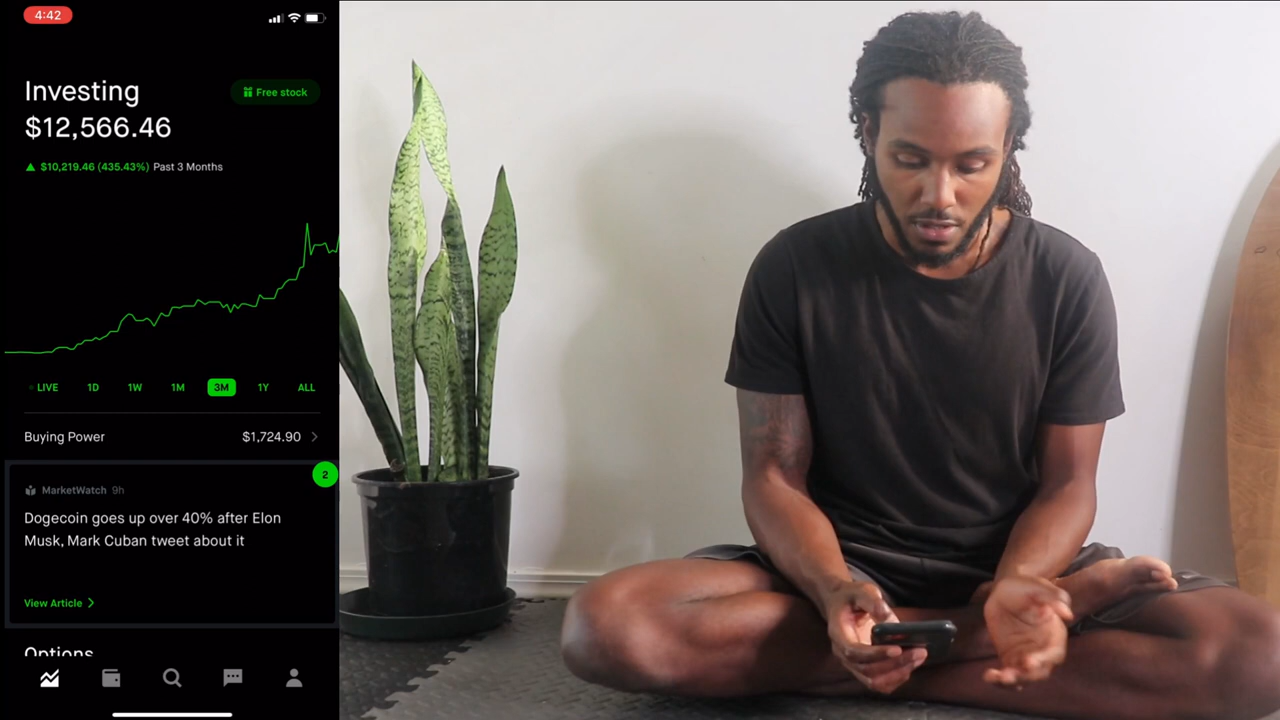 4:42
Investing
Free stock
$12,566.46
$10,219.46 (435.43%) Past 3 Months
LIVE 1D 1W 1M 3M 1Y ALL
Buying Power $1,724.90
2
MarketWatch 9h
Dogecoin goes up over 40% after Elon
Musk, Mark Cuban tweet about it
View Article
Options